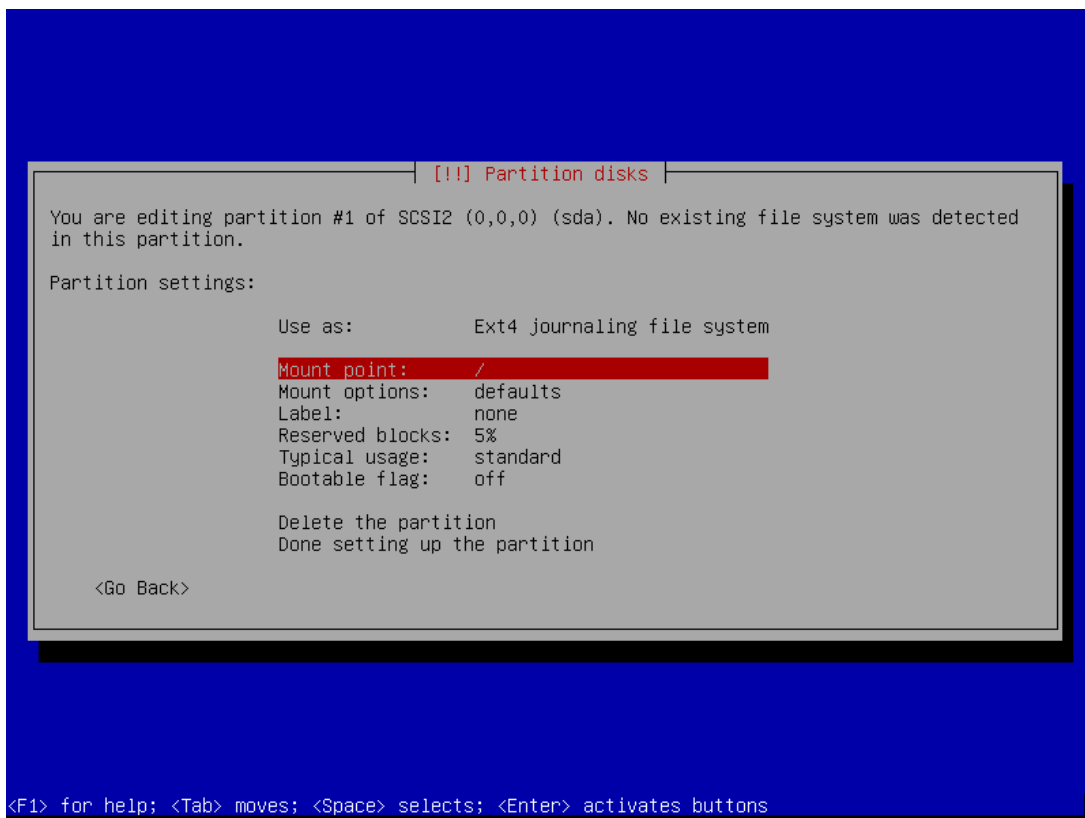 [!!] Partition disks
You are editing partition #1 of SCSI2 (0,0,0) (sda). No existing file system was detected
in this partition.
Partition settings:
Use as: Ext4 journaling file system
Mount point: /
Mount options: defaults
Label: none
Reserved blocks: 5%
Typical usage: standard
Bootable flag: off
Delete the partition
Done setting up the partition
<Go Back>
<F1> for help; <Tab> moves; <Space> selects; <Enter> activates buttons